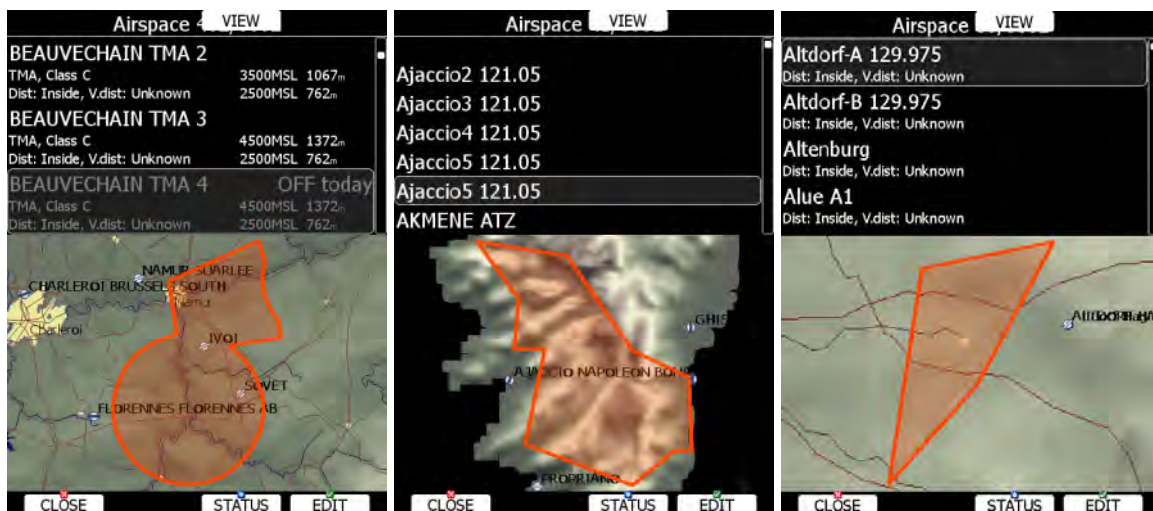 Airspace
VIEW
BEAUVECHAIN TMA 2
TMA, Class C 3500MSL 1067m
Dist: Inside, V.dist: Unknown 2500MSL 762m
BEAUVECHAIN TMA 3
TMA, Class C 4500MSL 1372m
Dist: Inside, V.dist: Unknown 2500MSL 762m
BEAUVECHAIN TMA 4 OFF today
TMA, Class C 4500MSL 1372m
Dist: Inside, V.dist: Unknown 2500MSL 762m
NAMUR SUARLEE
CHARLEROI BRUSSELS SOUTH
Namur
Charleroi
IVOI
SOVET
FLORENNES FLORENNES AB
CLOSE
STATUS
EDIT
Airspace
VIEW
Ajaccio2 121.05
Ajaccio3 121.05
Ajaccio4 121.05
Ajaccio5 121.05
Ajaccio5 121.05
AKMENE ATZ
GHIS
AJACCIO NAPOLEON BONA
PROPRIANO
CLOSE
STATUS
EDIT
Airspace
VIEW
Altdorf-A 129.975
Dist: Inside, V.dist: Unknown
Altdorf-B 129.975
Dist: Inside, V.dist: Unknown
Altenburg
Dist: Inside, V.dist: Unknown
Alue A1
Dist: Inside, V.dist: Unknown
CLOSE
STATUS
EDIT